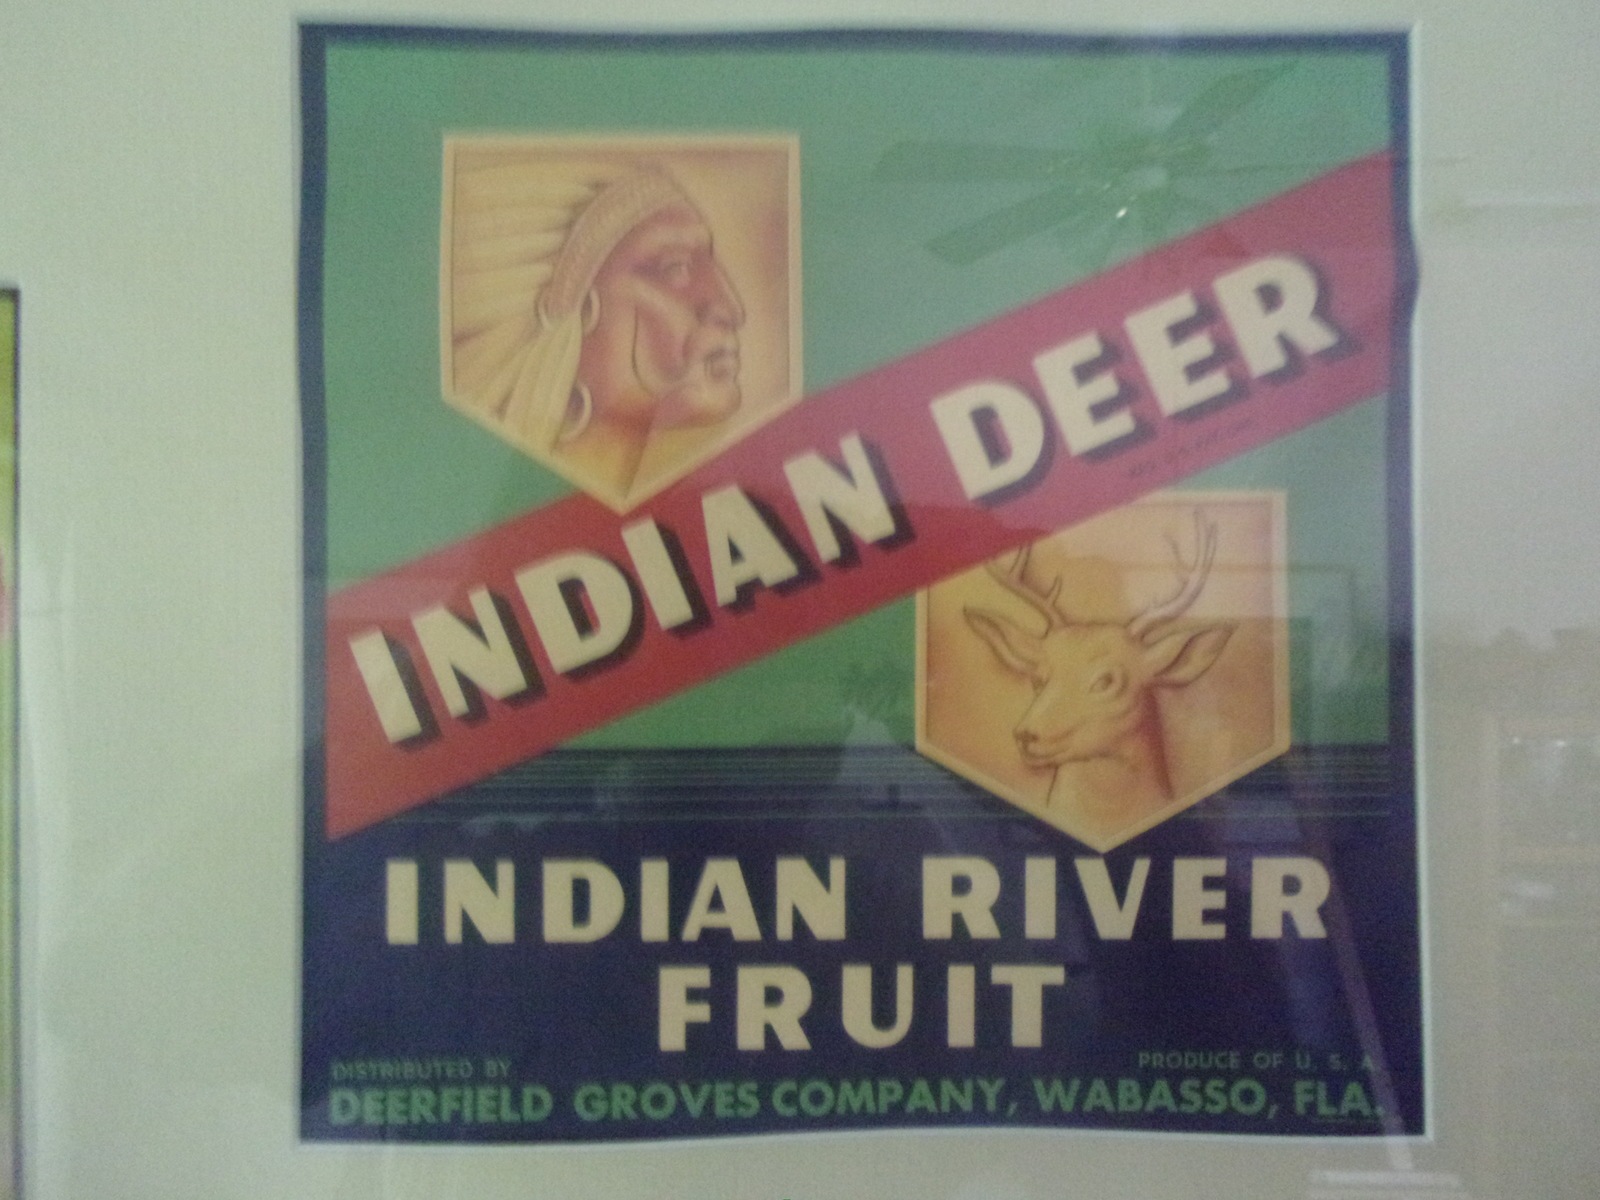 INDIAN DEER
INDIAN RIVER
FRUIT
DISTRIBUTED BY
PRODUCE OF U. S. A.
DEERFIELD GROVES COMPANY, WABASSO, FLA.